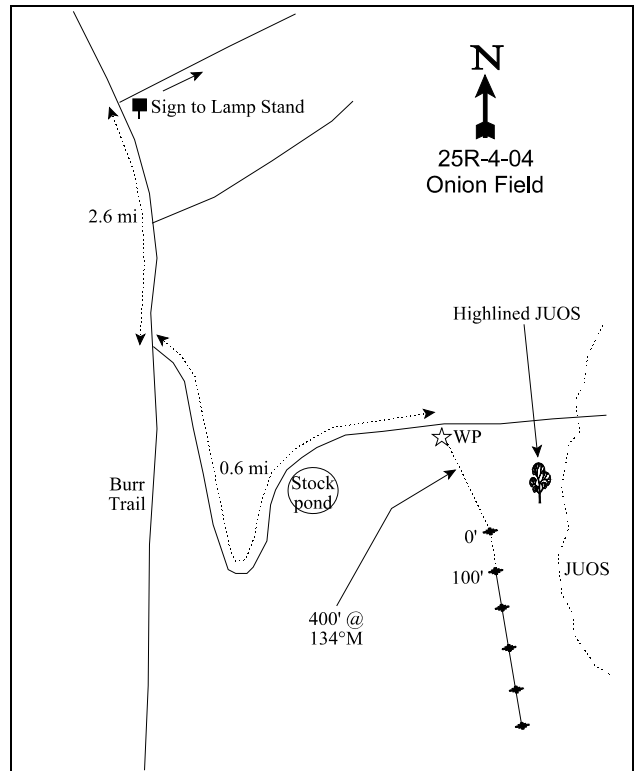 N
25R-4-04
Onion Field
Sign to Lamp Stand
2.6 mi
Highlined JUOS
WP
0.6 mi
Stock
pond
Burr
Trail
0'
100'
JUOS
400' @
134°M